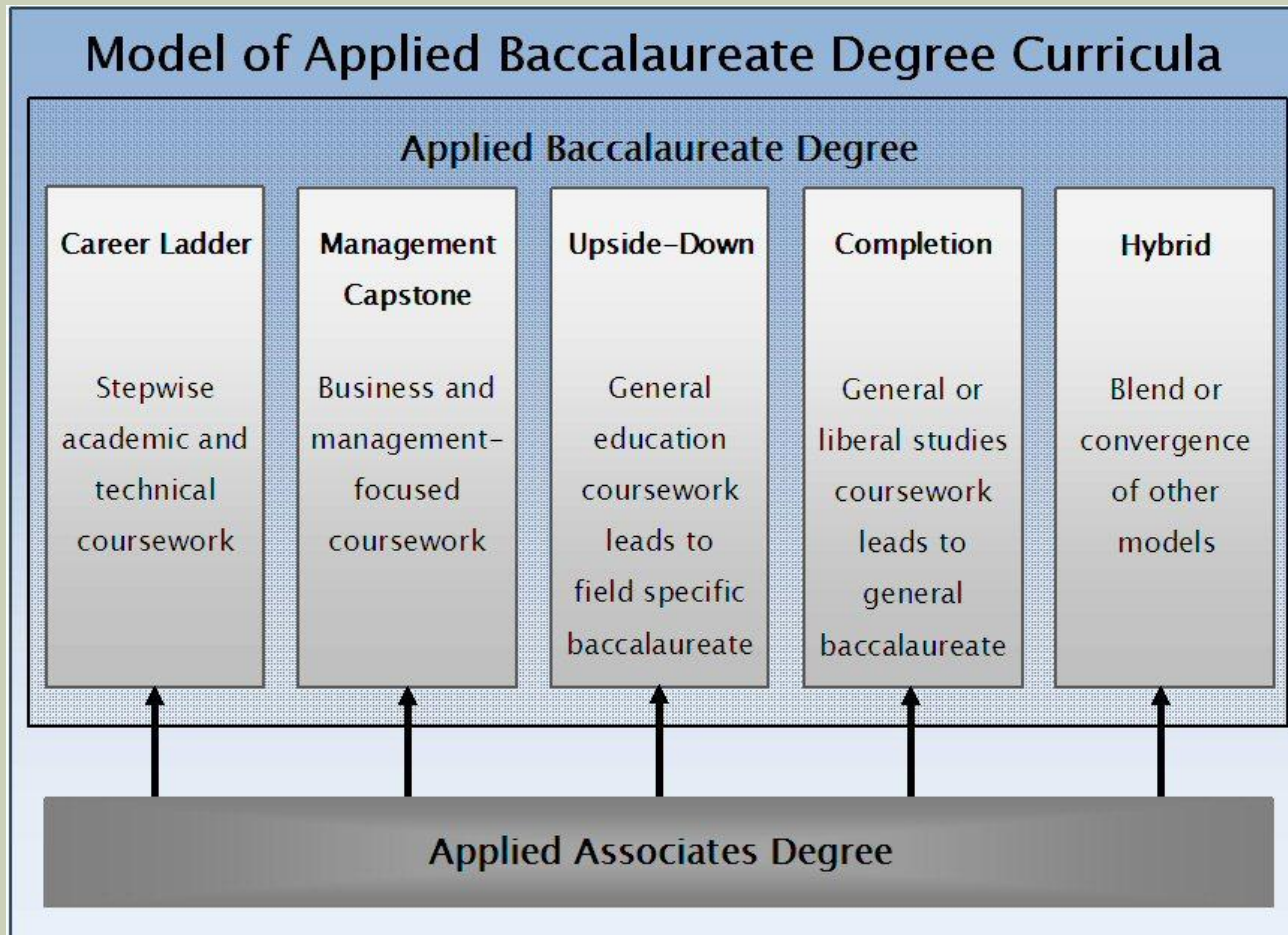 Model of Applied Baccalaureate Degree Curricula
Applied Baccalaureate Degree
Career Ladder
Stepwise
academic and
technical
coursework
Management
Capstone
Business and
management-
focused
coursework
Upside-Down
General
education
coursework
leads to
field specific
baccalaureate
Completion
General or
liberal studies
coursework
leads to
general
baccalaureate
Hybrid
Blend or
convergence
of other
models
Applied Associates Degree